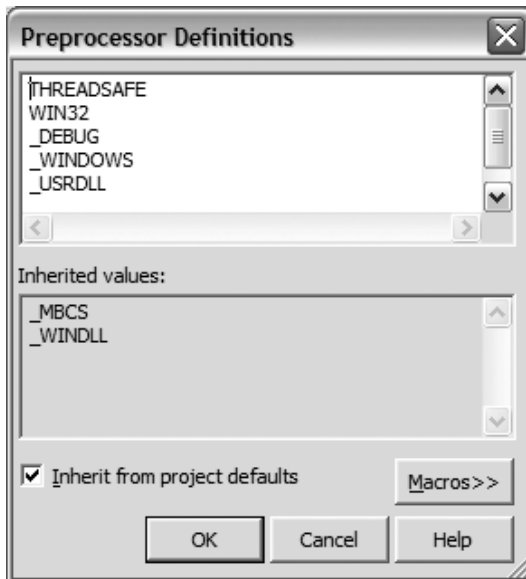 Preprocessor Definitions
THREADSAFE
WIN32
_DEBUG
_WINDOWS
_USRDLL
Inherited values:
_MBCS
_WINDLL
Inherit from project defaults
Macros>>
OK
Cancel
Help